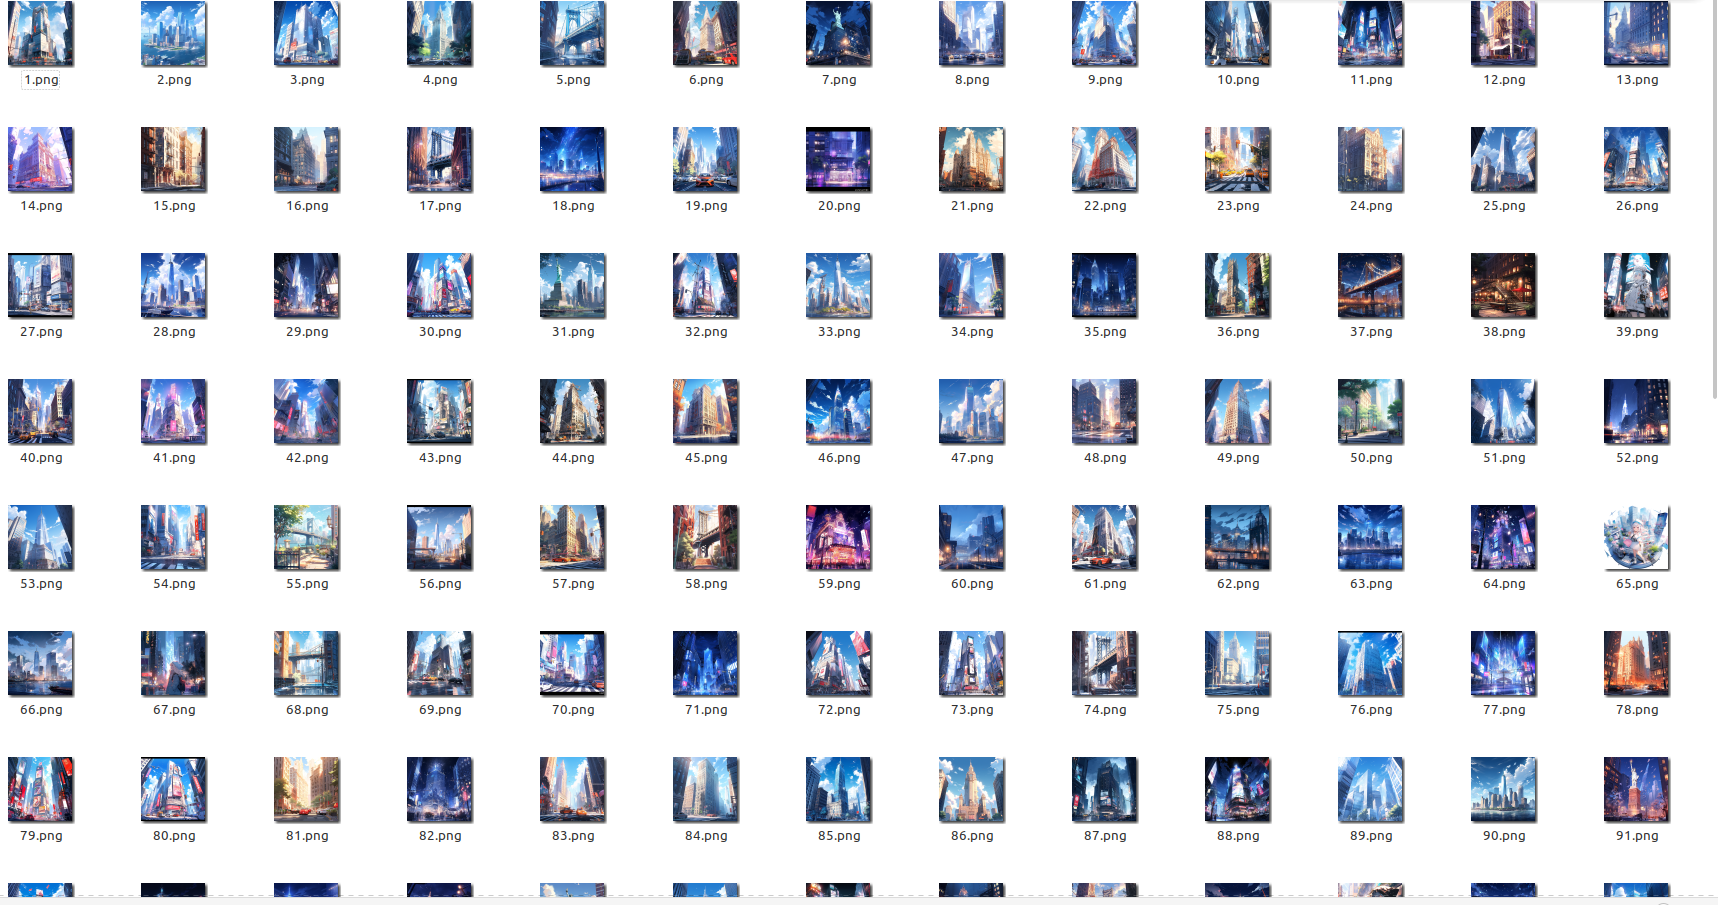 1.png 2.png 3.png 4.png 5.png 6.png 7.png 8.png 9.png 10.png 11.png 12.png 13.png
14.png 15.png 16.png 17.png 18.png 19.png 20.png 21.png 22.png 23.png 24.png 25.png 26.png
27.png 28.png 29.png 30.png 31.png 32.png 33.png 34.png 35.png 36.png 37.png 38.png 39.png
40.png 41.png 42.png 43.png 44.png 45.png 46.png 47.png 48.png 49.png 50.png 51.png 52.png
53.png 54.png 55.png 56.png 57.png 58.png 59.png 60.png 61.png 62.png 63.png 64.png 65.png
66.png 67.png 68.png 69.png 70.png 71.png 72.png 73.png 74.png 75.png 76.png 77.png 78.png
79.png 80.png 81.png 82.png 83.png 84.png 85.png 86.png 87.png 88.png 89.png 90.png 91.png